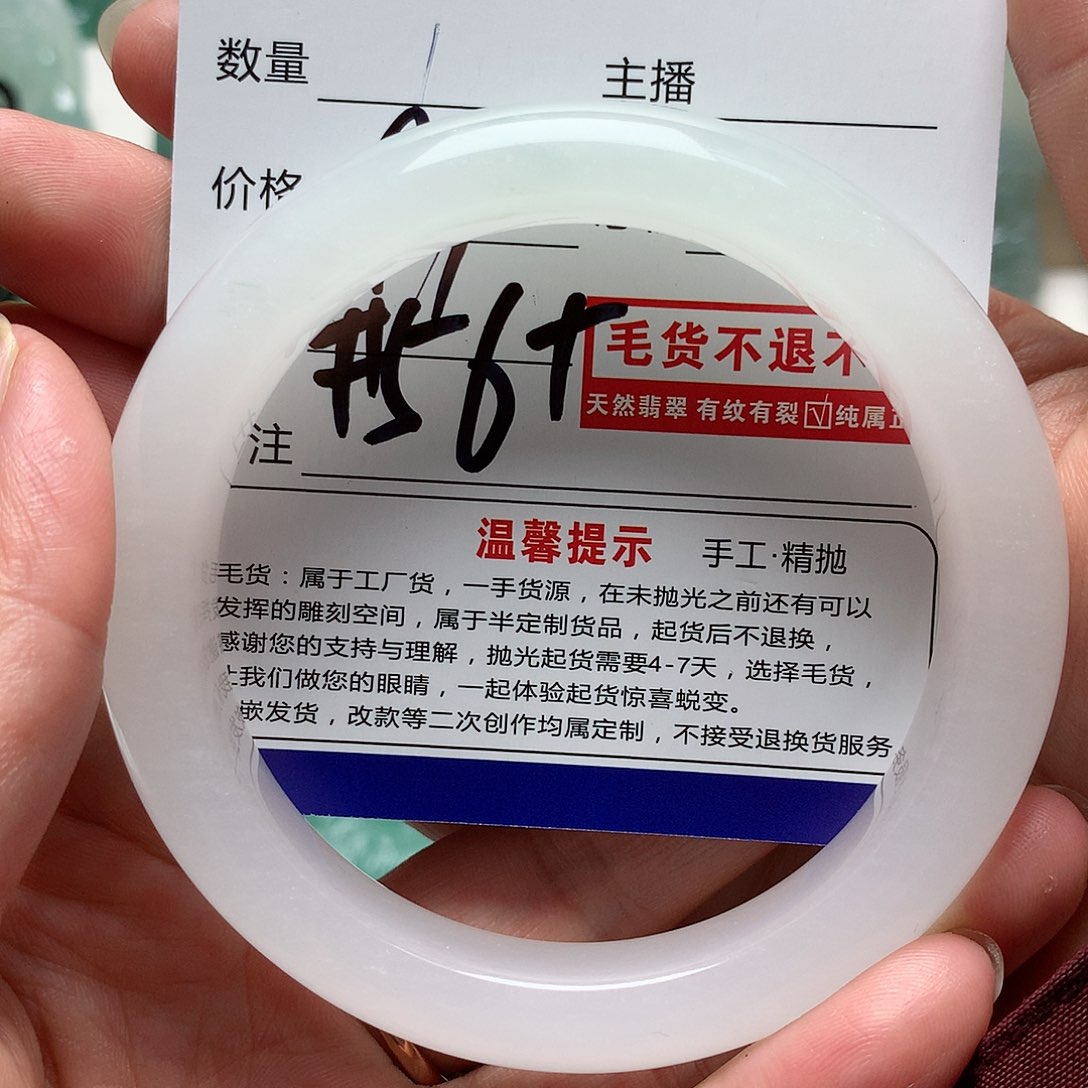 数量 主播
价格
#56+
毛货不退不
天然翡翠 有纹有裂☑纯属正
注
温馨提示 手工·精抛
毛货：属于工厂货，一手货源，在未抛光之前还有可以
发挥的雕刻空间，属于半定制货品，起货后不退换，
感谢您的支持与理解，抛光起货需要4-7天，选择毛货，
让我们做您的眼睛，一起体验起货惊喜蜕变。
嵌发货，改款等二次创作均属定制，不接受退换货服务